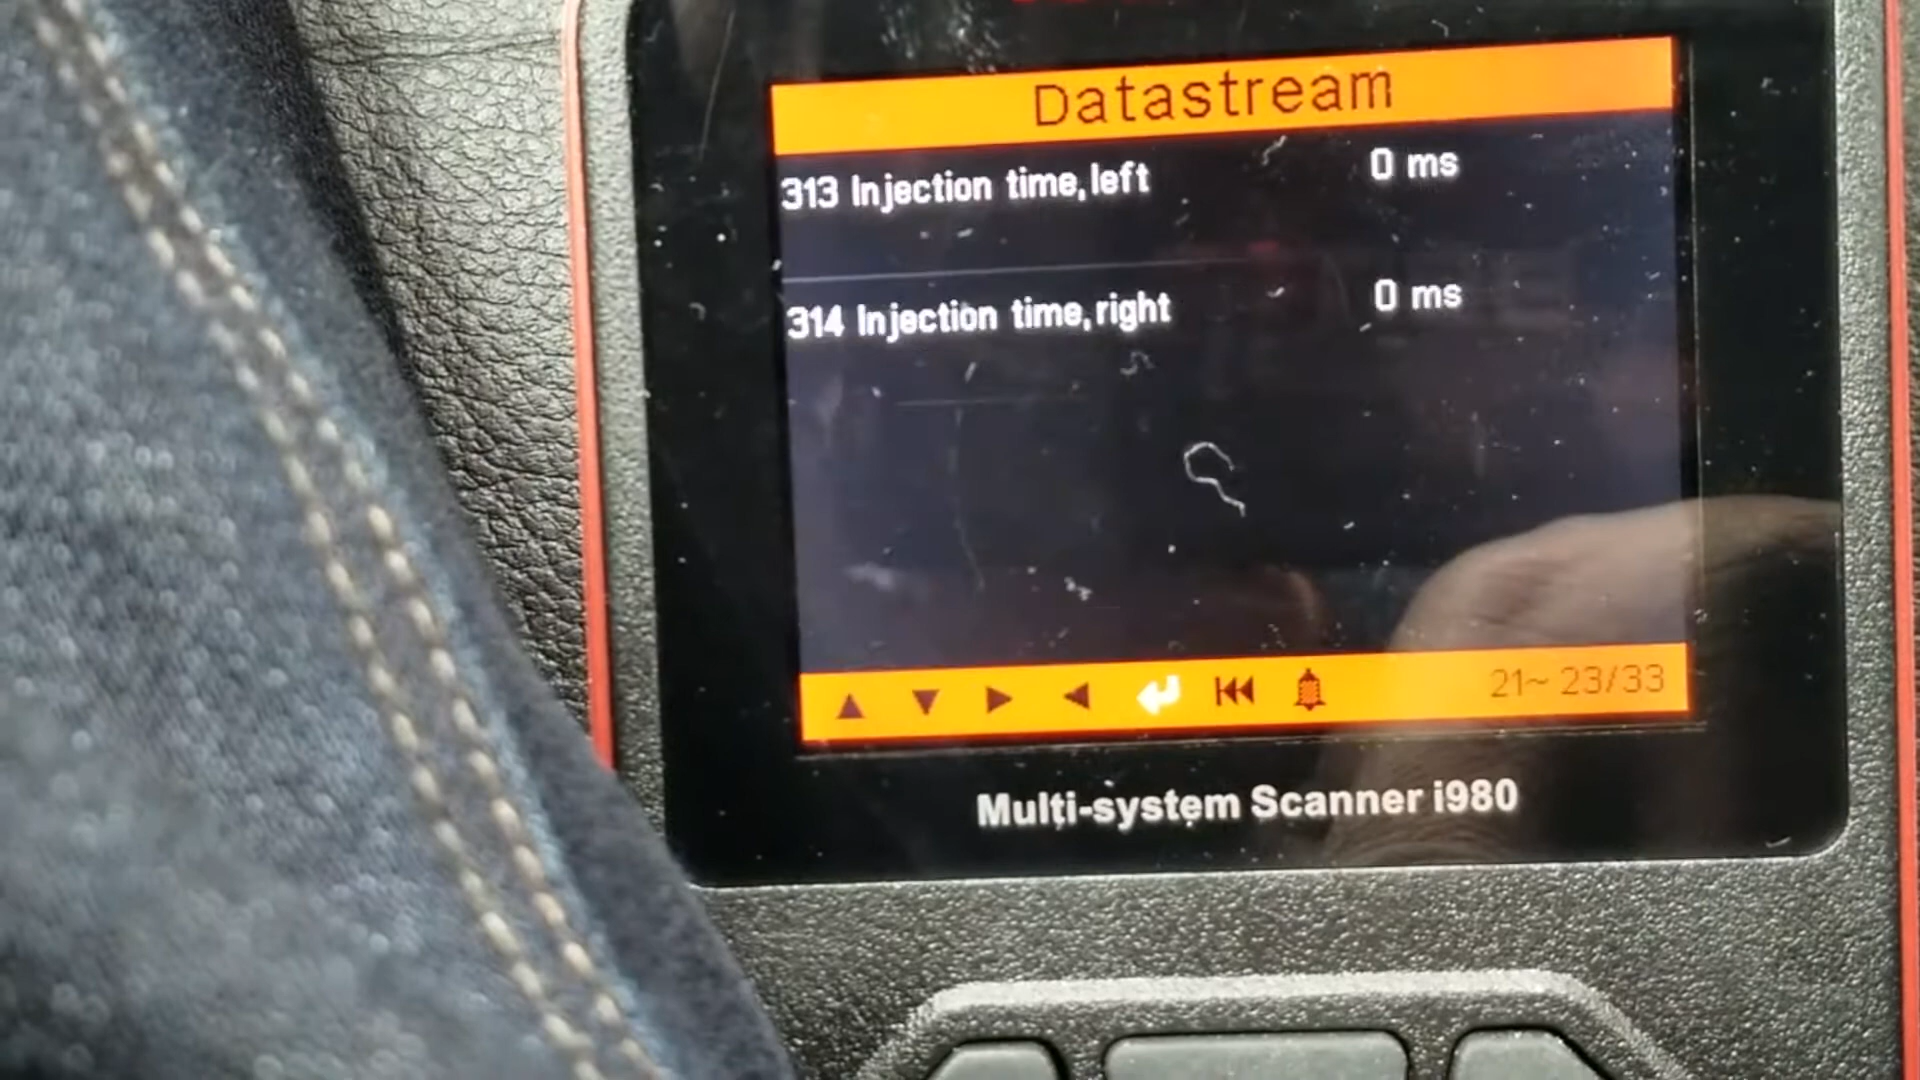 Datastream
313 Injection time,left 0 ms
314 Injection time,right 0 ms
21~ 23/33
Multi-system Scanner i980